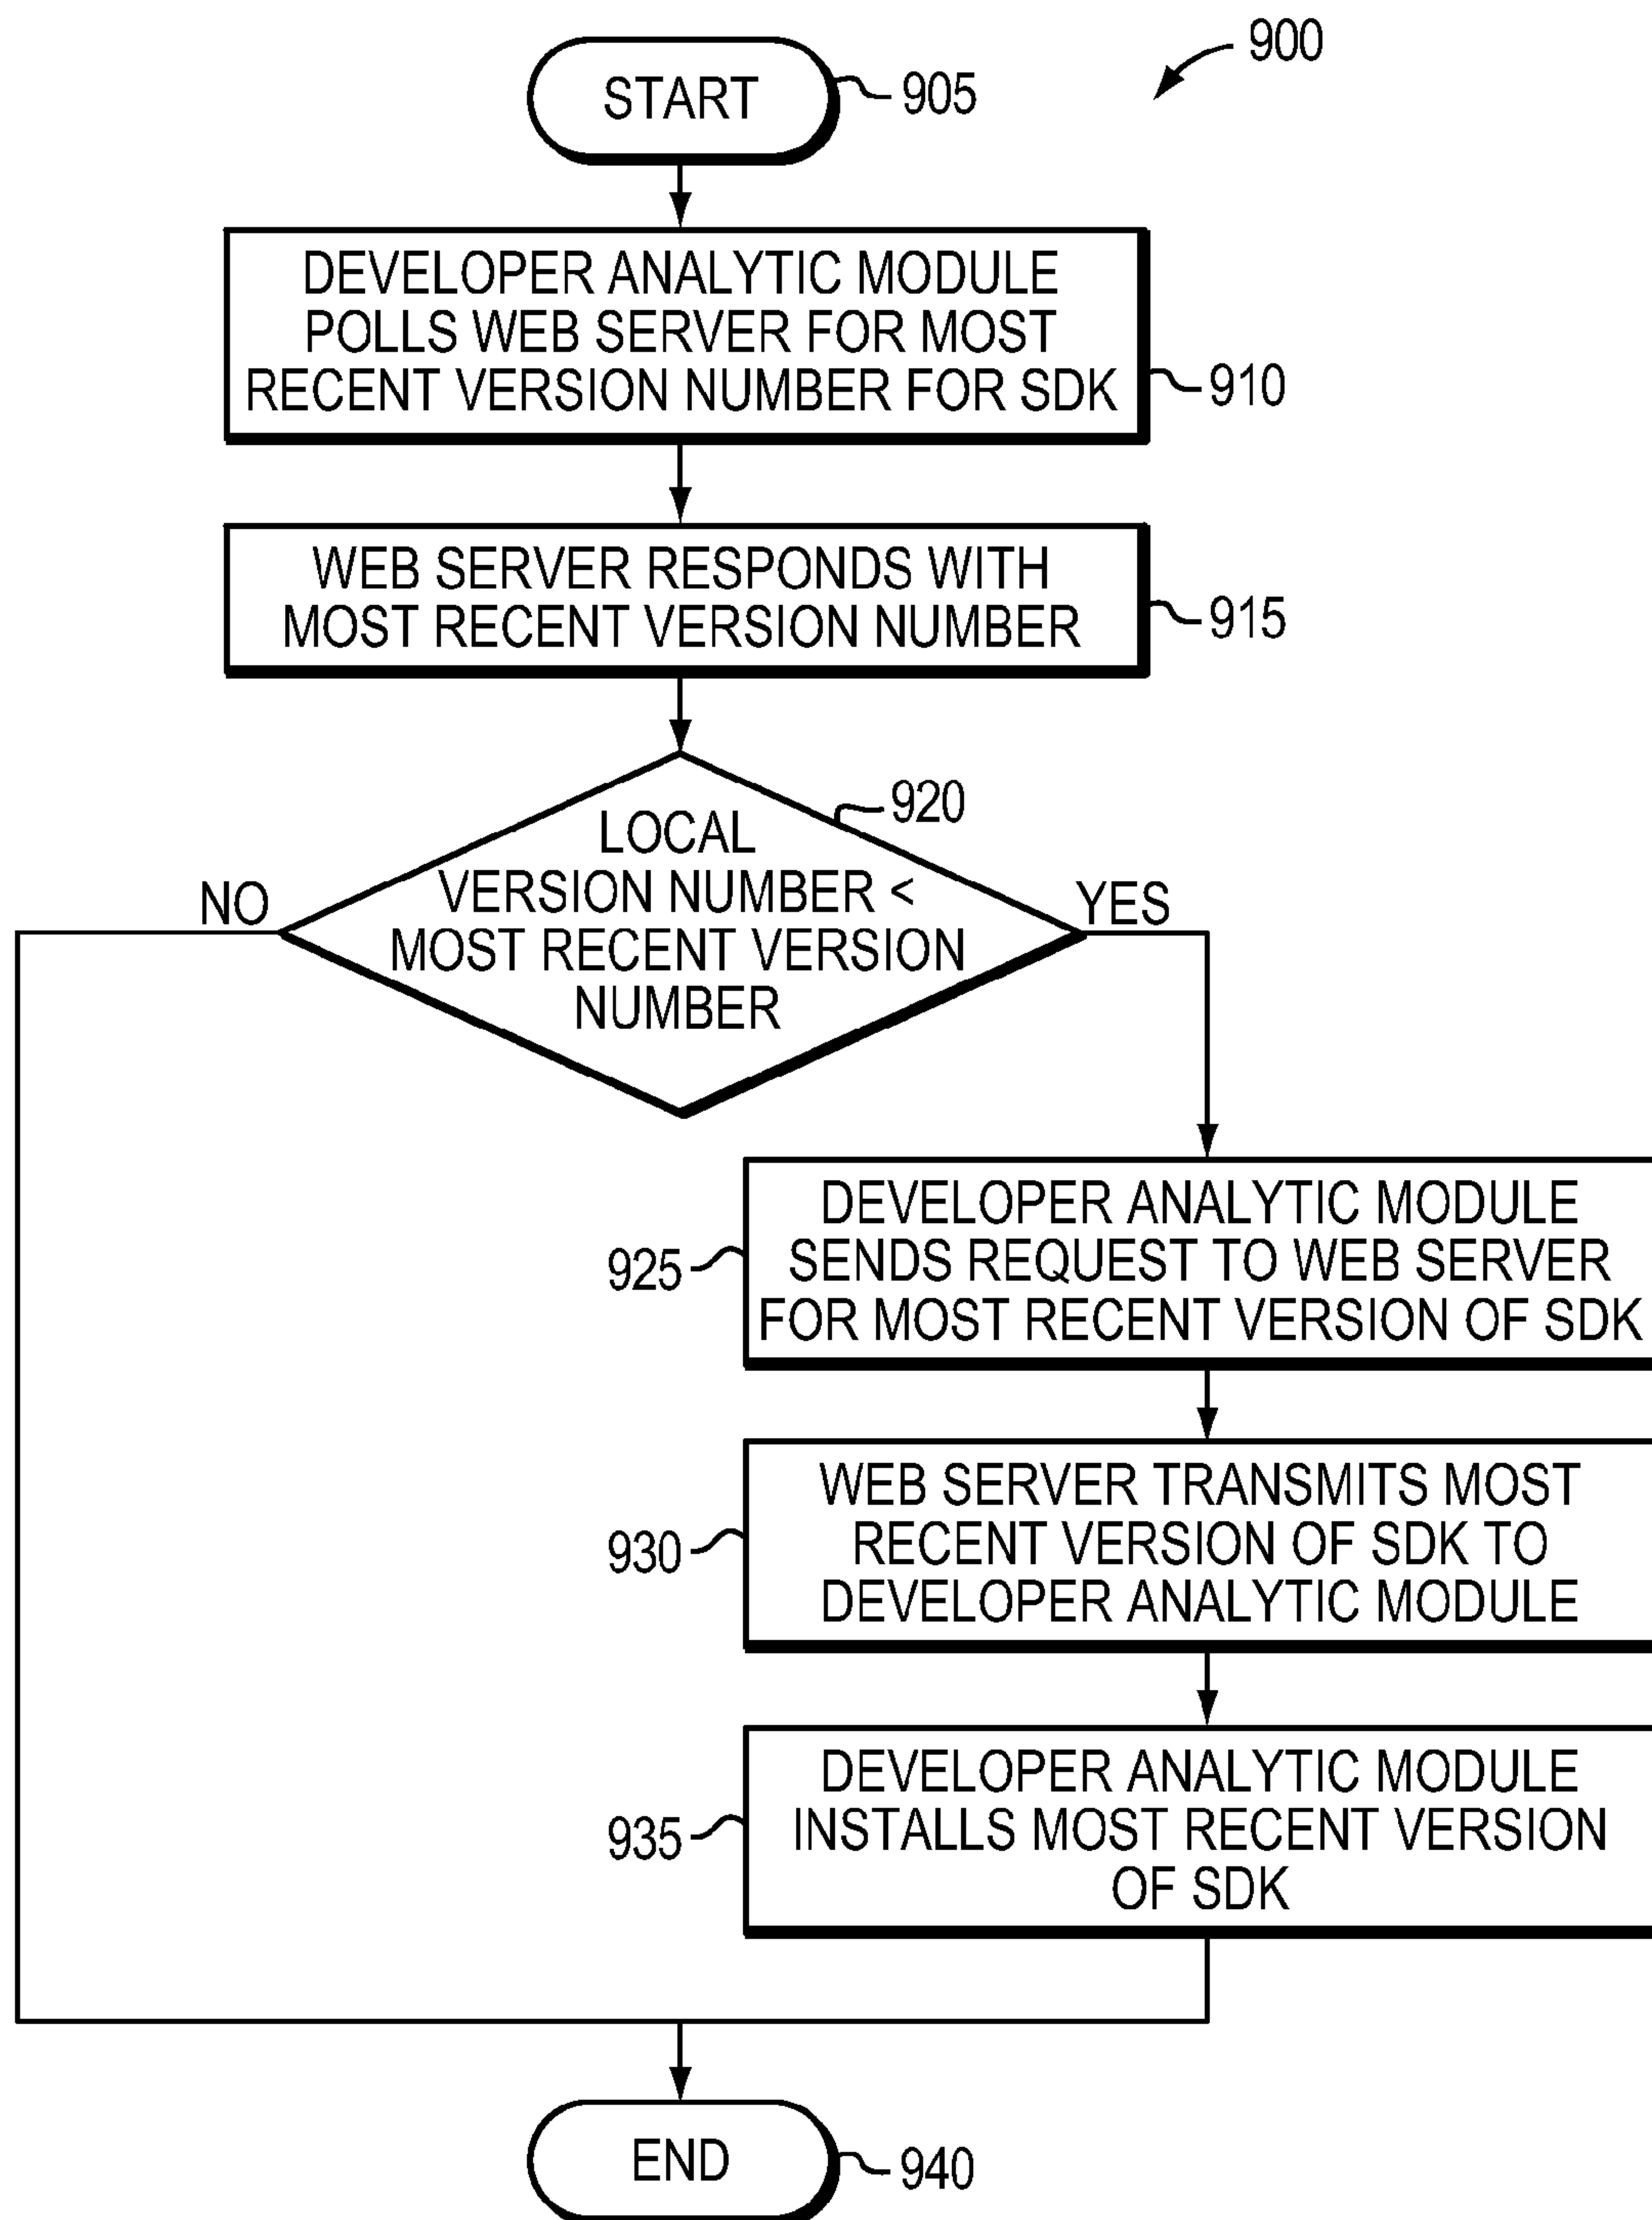 900
START
905
DEVELOPER ANALYTIC MODULE
POLLS WEB SERVER FOR MOST
RECENT VERSION NUMBER FOR SDK
910
WEB SERVER RESPONDS WITH
MOST RECENT VERSION NUMBER
915
920
LOCAL
VERSION NUMBER <
MOST RECENT VERSION
NUMBER
NO
YES
DEVELOPER ANALYTIC MODULE
SENDS REQUEST TO WEB SERVER
FOR MOST RECENT VERSION OF SDK
925
WEB SERVER TRANSMITS MOST
RECENT VERSION OF SDK TO
DEVELOPER ANALYTIC MODULE
930
DEVELOPER ANALYTIC MODULE
INSTALLS MOST RECENT VERSION
OF SDK
935
END
940